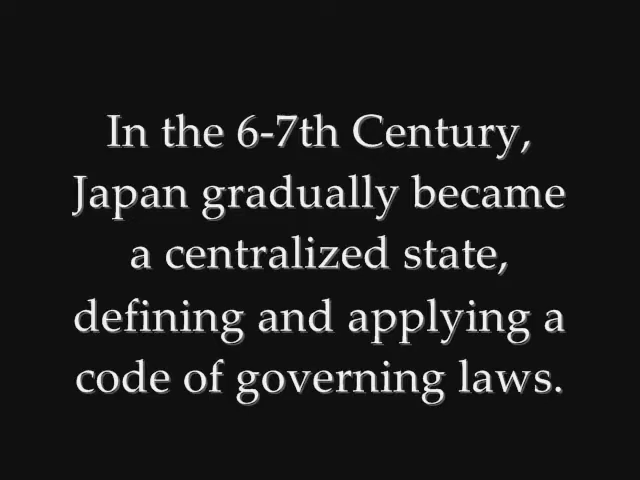 In the 6-7th Century,
Japan gradually became
a centralized state,
defining and applying a
code of governing laws.